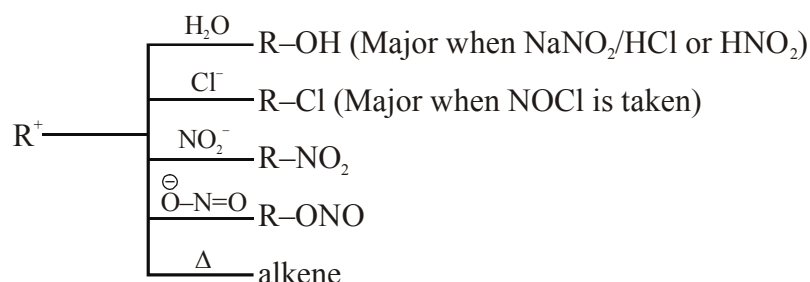 H₂O
R–OH (Major when NaNO₂/HCl or HNO₂)
Cl⁻
R–Cl (Major when NOCl is taken)
R⁺
NO₂⁻
R–NO₂
⊖
O–N=O
R–ONO
Δ
alkene